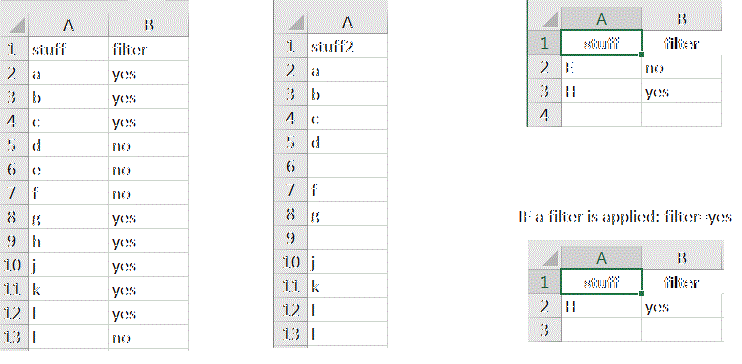 A B
1 stuff filter
2 a yes
3 b yes
4 c yes
5 d no
6 e no
7 f no
8 g yes
9 h yes
10 j yes
11 k yes
12 l yes
13 l no
A
1 stuff2
2 a
3 b
4 c
5 d
6
7 f
8 g
9
10 j
11 k
12 l
13 l
A B
1 stuff filter
2 E no
3 H yes
4
IF a filter is applied: filter=yes
A B
1 stuff filter
2 H yes
3